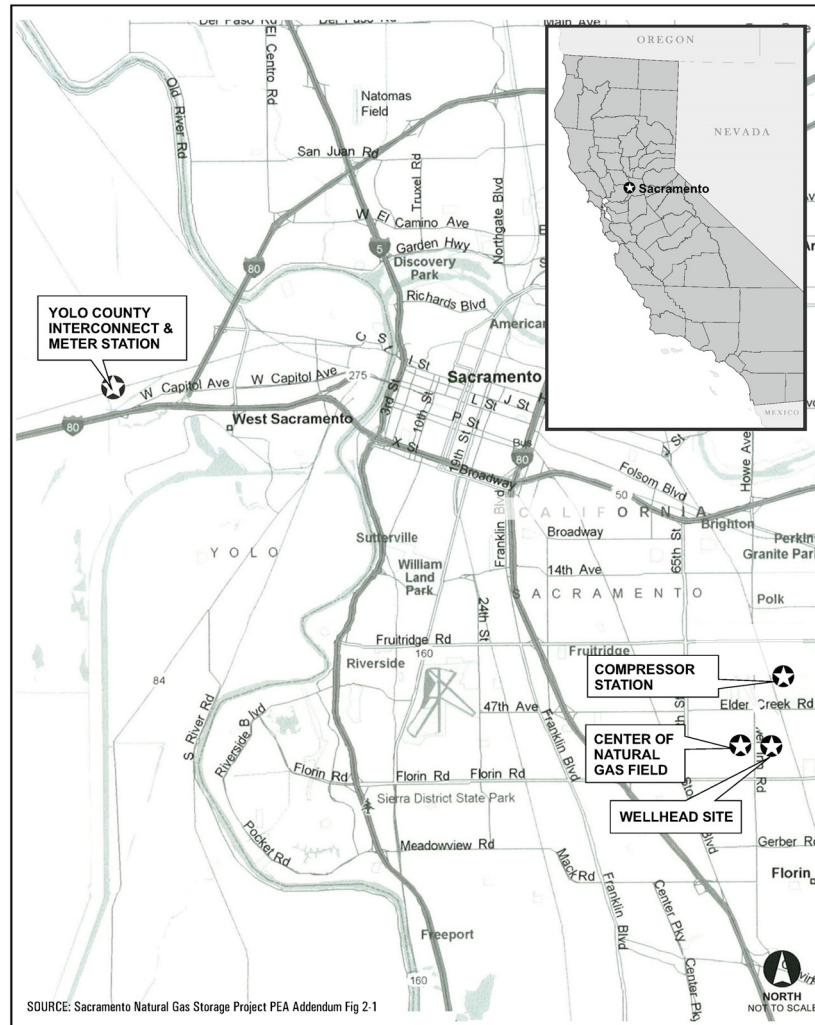 Del Paso Rd
Del Paso Rd
Main Ave
El Centro Rd
Old River Rd
Natomas
Field
San Juan Rd
Truxel Rd
Northgate Blvd
W El Camino Ave
5
Garden Hwy
Discovery
Park
80
Richards Blvd
American
OREGON
NEVADA
Sacramento
MEXICO
YOLO COUNTY
INTERCONNECT &
METER STATION
C St
I St
W Capitol Ave
W Capitol Ave
275
3rd St
10th St
Sacramento
L St
J St
P St
19th St
X St
West Sacramento
80
Bus
80
Broadway
Folsom Blvd
Howe Ave
50
CALIFORNIA
Brighton
Franklin Blvd
Broadway
65th St
Granite Park
Sutterville
YOLO
William
Land
Park
14th Ave
24th St
SACRAMENTO
Polk
Fruitridge Rd
Fruitridge
160
Riverside
COMPRESSOR
STATION
84
S River Rd
Riverside Blvd
47th Ave
Elder Creek Rd
Franklin Blvd
CENTER OF
NATURAL
GAS FIELD
Florin Rd
Florin Rd
Florin Rd
Sierra District State Park
WELLHEAD SITE
Pocket Rd
Meadowview Rd
Mack Rd
Gerber Rd
Florin
Franklin Blvd
Center Pky
Freeport
Center Pky
160
NORTH
NOT TO SCALE
SOURCE: Sacramento Natural Gas Storage Project PEA Addendum Fig 2-1